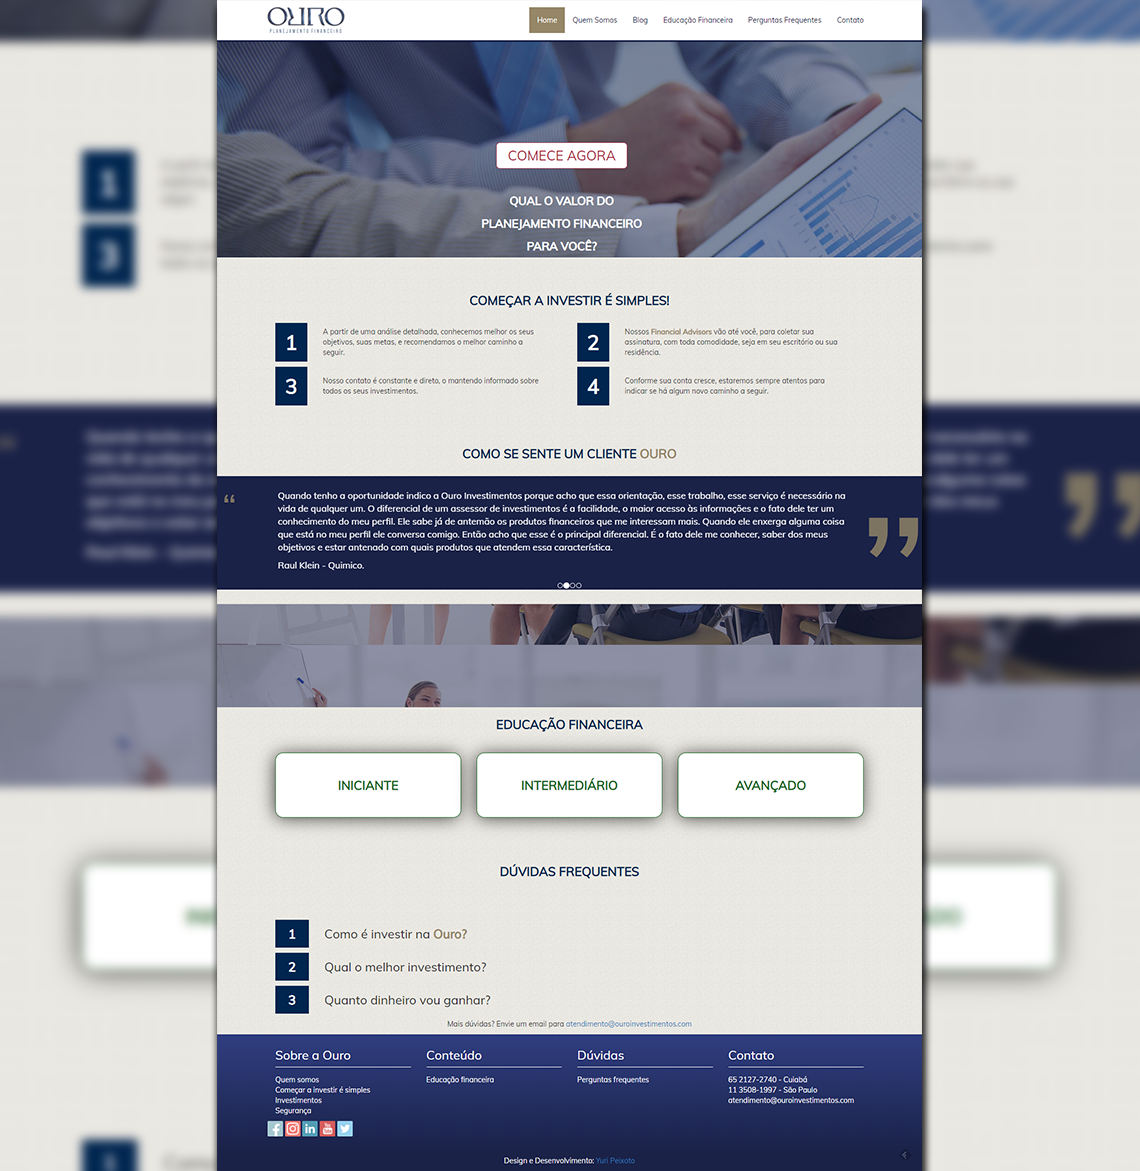 OURO
PLANEJAMENTO FINANCEIRO
Home Quem Somos Blog Educação Financeira Perguntas Frequentes Contato
COMECE AGORA
QUAL O VALOR DO
PLANEJAMENTO FINANCEIRO
PARA VOCÊ?
COMEÇAR A INVESTIR É SIMPLES!
1
A partir de uma análise detalhada, conhecemos melhor os seus
objetivos, suas metas, e recomendamos o melhor caminho a
seguir.
2
Nossos Financial Advisors vão até você, para coletar sua
assinatura, com toda comodidade, seja em seu escritório ou sua
residência.
3
Nosso contato é constante e direto, o mantendo informado sobre
todos os seus investimentos.
4
Conforme sua conta cresce, estaremos sempre atentos para
indicar se há algum novo caminho a seguir.
COMO SE SENTE UM CLIENTE OURO
“
Quando tenho a oportunidade indico a Ouro Investimentos porque acho que essa orientação, esse trabalho, esse serviço é necessário na
vida de qualquer um. O diferencial de um assessor de investimentos é a facilidade, o maior acesso às informações e o fato dele ter um
conhecimento do meu perfil. Ele sabe já de antemão os produtos financeiros que me interessam mais. Quando ele enxerga alguma coisa
que está no meu perfil ele conversa comigo. Então acho que esse é o principal diferencial. É o fato dele me conhecer, saber dos meus
objetivos e estar antenado com quais produtos que atendem essa característica.
”
Raul Klein - Quimico.
EDUCAÇÃO FINANCEIRA
INICIANTE INTERMEDIÁRIO AVANÇADO
DÚVIDAS FREQUENTES
1 Como é investir na Ouro?
2 Qual o melhor investimento?
3 Quanto dinheiro vou ganhar?
Mais dúvidas? Envie um email para atendimento@ouroinvestimentos.com
Sobre a Ouro
Quem somos
Começar a investir é simples
Investimentos
Segurança
Conteúdo
Educação financeira
Dúvidas
Perguntas frequentes
Contato
65 2127-2740 - Cuiabá
11 3508-1997 - São Paulo
atendimento@ouroinvestimentos.com
Design e Desenvolvimento: Yuri Peixoto